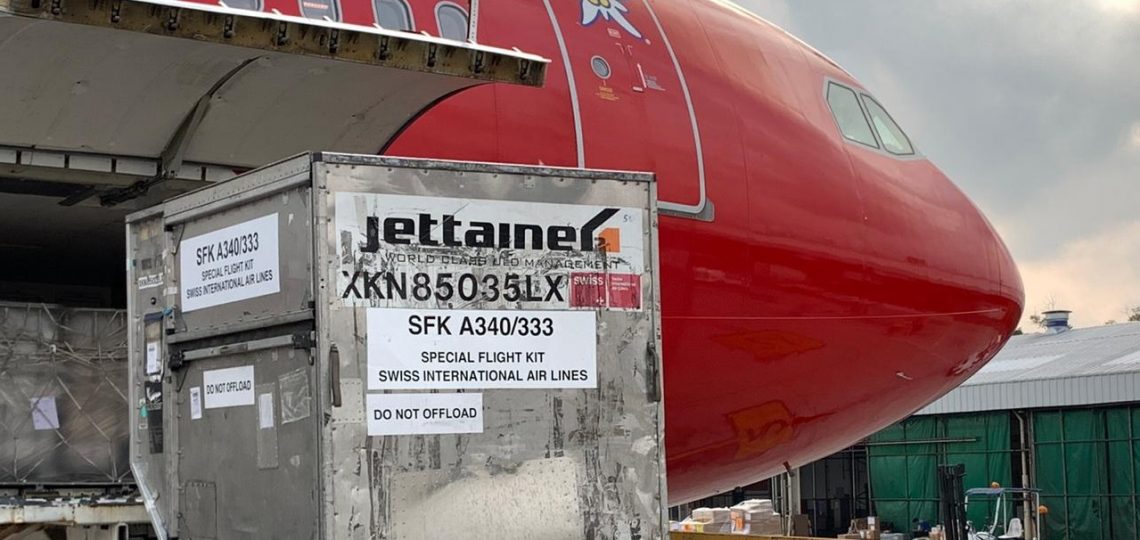 SFK A340/333
SPECIAL FLIGHT KIT
SWISS INTERNATIONAL AIR LINES
DO NOT OFFLOAD
jettainer
WORLD CLASS ULD MANAGEMENT
XKN85035LX
swiss
SFK A340/333
SPECIAL FLIGHT KIT
SWISS INTERNATIONAL AIR LINES
DO NOT OFFLOAD